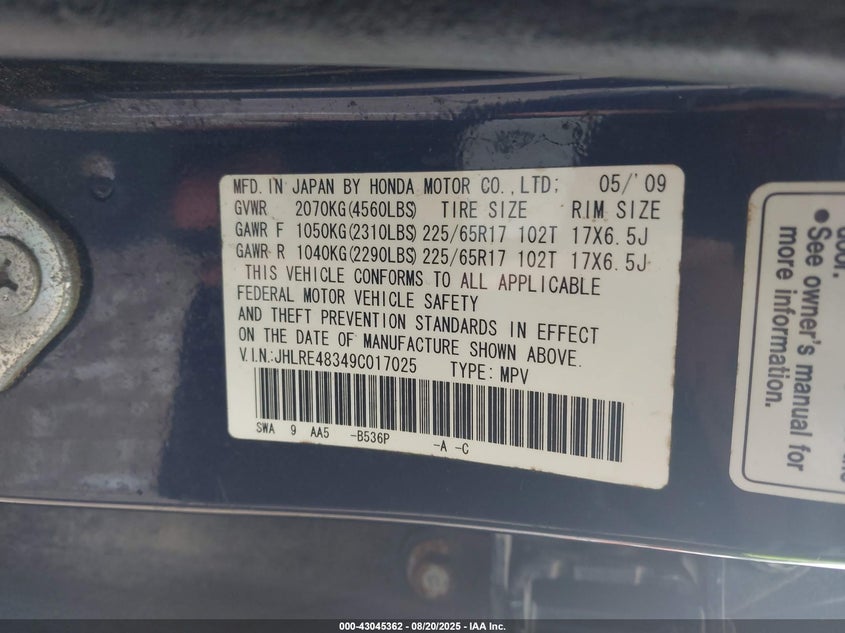 MFD. IN JAPAN BY HONDA MOTOR CO., LTD; 05/'09
GVWR 2070KG(4560LBS) TIRE SIZE RIM SIZE
GAWR F 1050KG(2310LBS) 225/65R17 102T 17X6.5J
GAWR R 1040KG(2290LBS) 225/65R17 102T 17X6.5J
THIS VEHICLE CONFORMS TO ALL APPLICABLE
FEDERAL MOTOR VEHICLE SAFETY
AND THEFT PREVENTION STANDARDS IN EFFECT
ON THE DATE OF MANUFACTURE SHOWN ABOVE.
V.I.N.:JHLRE48349C017025 TYPE: MPV
SWA 9 AA5 -B536P -A -C
door.
● See owner's manual for
more information.
000-43045362 - 08/20/2025 - IAA Inc.